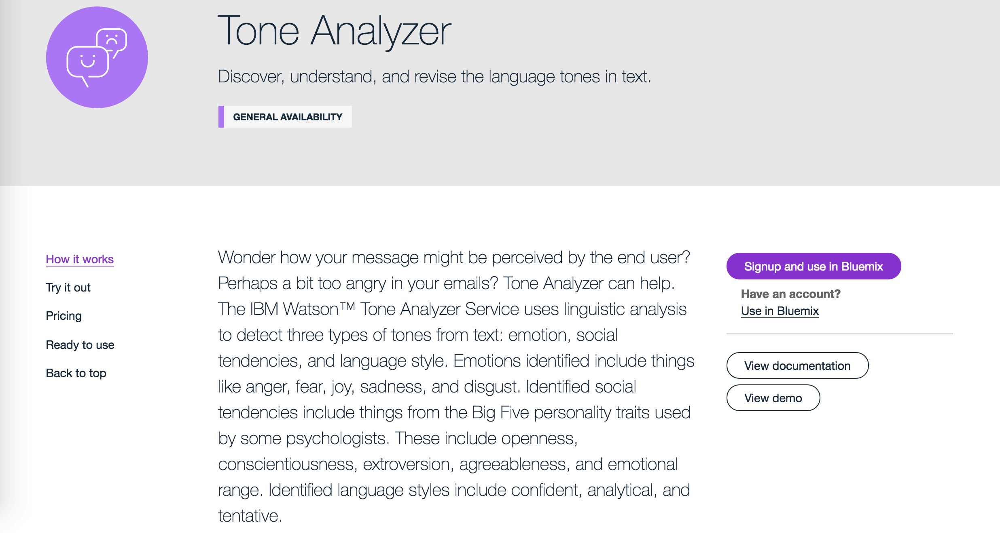 Tone Analyzer
Discover, understand, and revise the language tones in text.
GENERAL AVAILABILITY
How it works
Try it out
Pricing
Ready to use
Back to top
Wonder how your message might be perceived by the end user?
Perhaps a bit too angry in your emails? Tone Analyzer can help.
The IBM Watson™ Tone Analyzer Service uses linguistic analysis
to detect three types of tones from text: emotion, social
tendencies, and language style. Emotions identified include things
like anger, fear, joy, sadness, and disgust. Identified social
tendencies include things from the Big Five personality traits used
by some psychologists. These include openness,
conscientiousness, extroversion, agreeableness, and emotional
range. Identified language styles include confident, analytical, and
tentative.
Signup and use in Bluemix
Have an account?
Use in Bluemix
View documentation
View demo